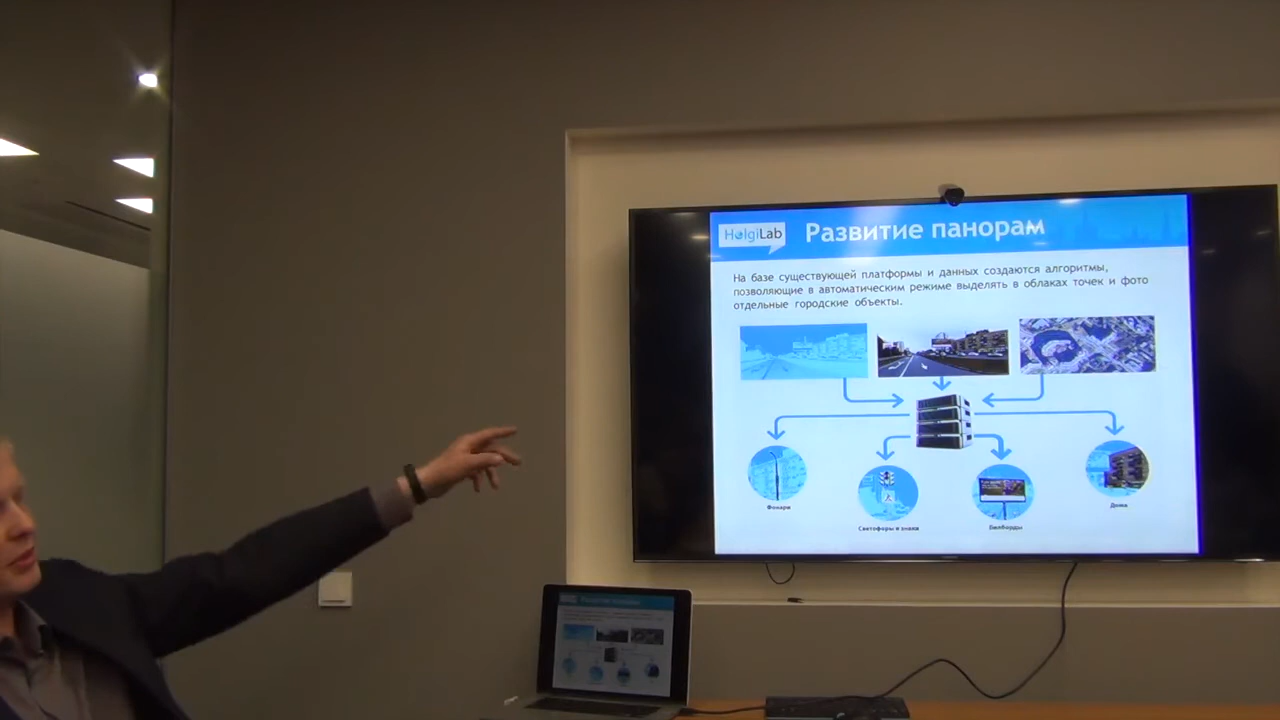 HolgiLab
Развитие панорам
На базе существующей платформы и данных создаются алгоритмы,
позволяющие в автоматическом режиме выделять в облаках точек и фото
отдельные городские объекты.
Фонари
Светофоры и знаки
Билборды
Дома